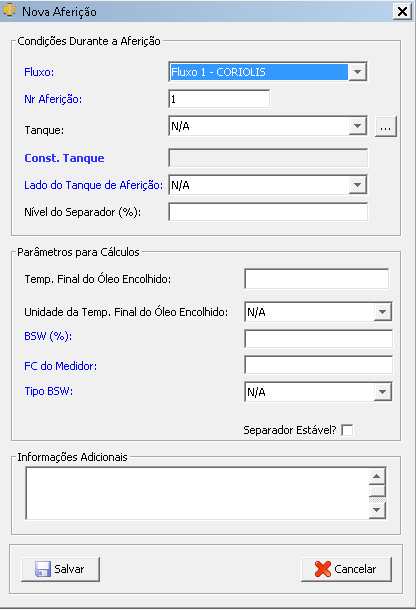 Nova Aferição
Condições Durante a Aferição
Fluxo: Fluxo 1 - CORIOLIS
Nr Aferição: 1
Tanque: N/A ...
Const. Tanque
Lado do Tanque de Aferição: N/A
Nível do Separador (%):
Parâmetros para Cálculos
Temp. Final do Óleo Encolhido:
Unidade da Temp. Final do Óleo Encolhido: N/A
BSW (%):
FC do Medidor:
Tipo BSW: N/A
Separador Estável?
Informações Adicionais
Salvar Cancelar